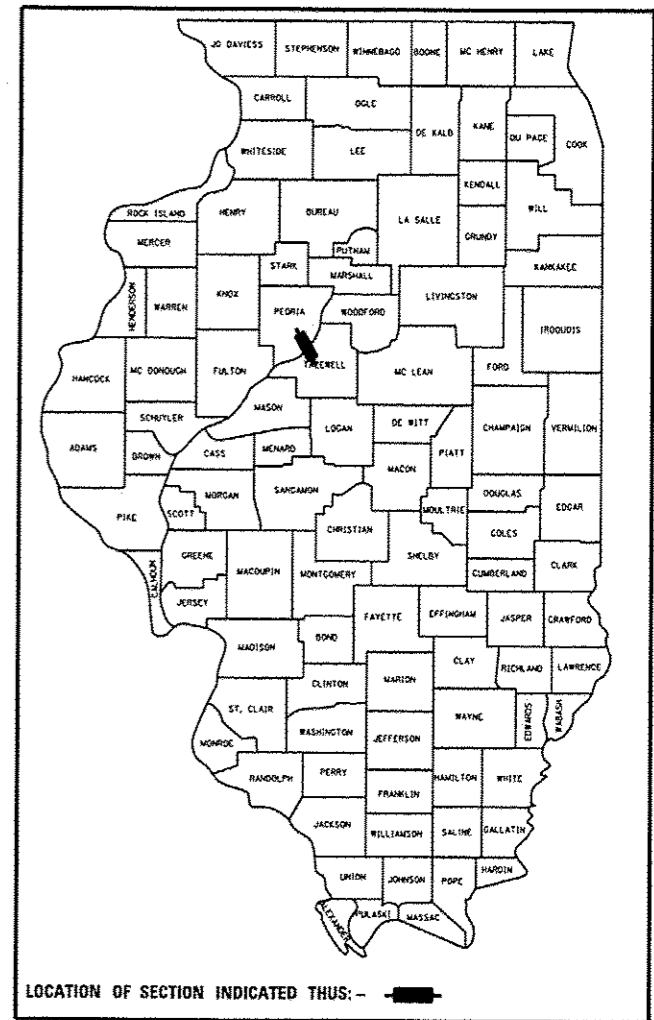 JO DAVIESS STEPHENSON WINNEBAGO BOONE MC HENRY LAKE
CARROLL OGLE DE KALB KANE DU PAGE COOK
WHITESIDE LEE KENDALL WILL
ROCK ISLAND HENRY BUREAU LA SALLE GRUNDY
MERCER PUTNAM KANKAKEE
STARK MARSHALL
HENDERSON WARREN KNOX PEORIA WOODFORD LIVINGSTON IROQUOIS
HANCOCK MC DONOUGH FULTON TAZEWELL MC LEAN FORD
SCHUYLER MASON LOGAN DE WITT CHAMPAIGN VERMILION
ADAMS BROWN CASS MENARD MACON PIATT
PIKE SCOTT MORGAN SANGAMON CHRISTIAN MOULTRIE DOUGLAS EDGAR
COLES
CALHOUN GREENE MACOUPIN MONTGOMERY SHELBY CUMBERLAND CLARK
JERSEY FAYETTE EFFINGHAM JASPER CRAWFORD
MADISON BOND CLAY RICHLAND LAWRENCE
ST. CLAIR CLINTON MARION WAYNE EDWARDS WABASH
MONROE WASHINGTON JEFFERSON
RANDOLPH PERRY FRANKLIN HAMILTON WHITE
JACKSON WILLIAMSON SALINE GALLATIN
UNION JOHNSON POPE HARDIN
ALEXANDER PULASKI MASSAC
LOCATION OF SECTION INDICATED THUS: -